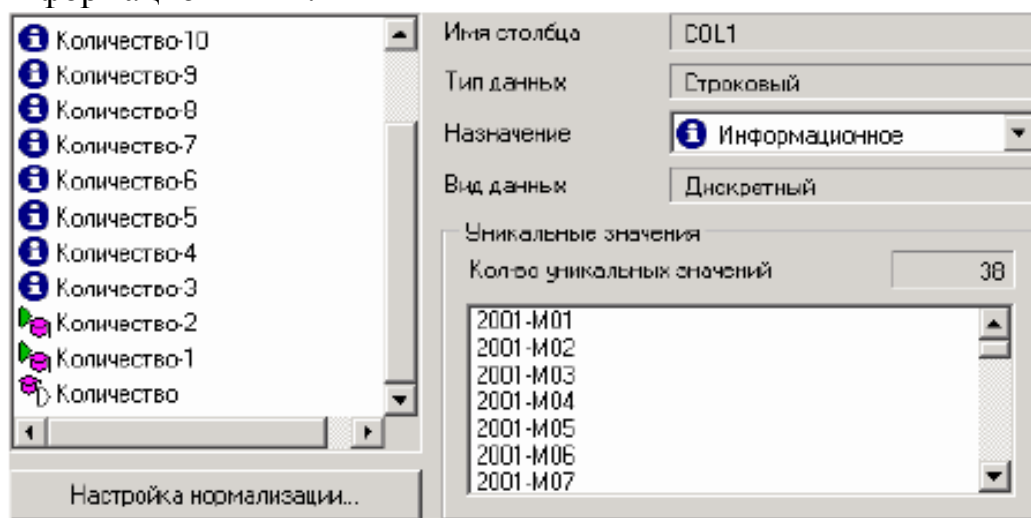 Количество-10
Количество-9
Количество-8
Количество-7
Количество-6
Количество-5
Количество-4
Количество-3
Количество-2
Количество-1
Количество
Настройка нормализации...
Имя столбца COL1
Тип данных Строковый
Назначение Информационное
Вид данных Дискретный
Уникальные значения
Кол-во уникальных значений 38
2001-M01
2001-M02
2001-M03
2001-M04
2001-M05
2001-M06
2001-M07